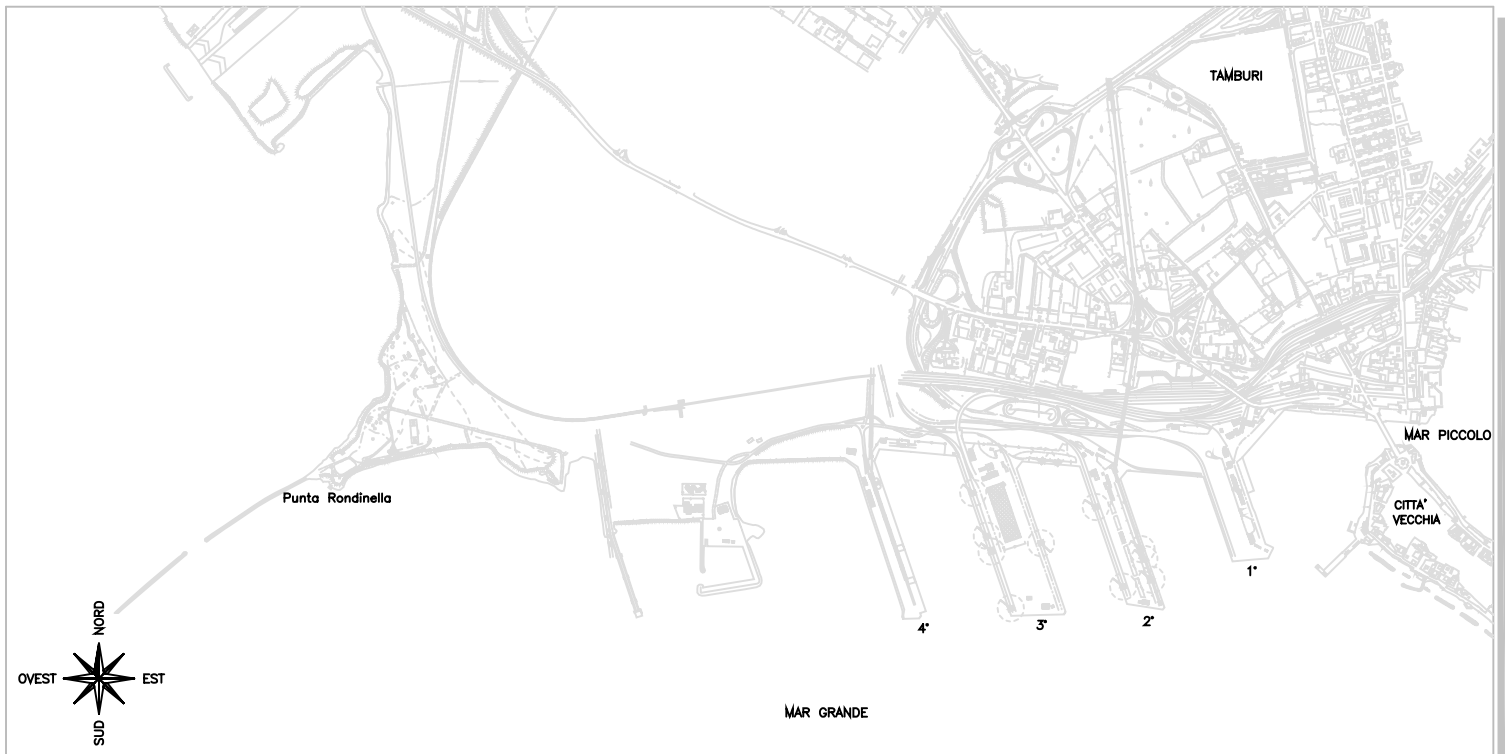 TAMBURI
MAR PICCOLO
Punta Rondinella
CITTA'
VECCHIA
1°
2°
3°
4°
NORD
OVEST
EST
SUD
MAR GRANDE